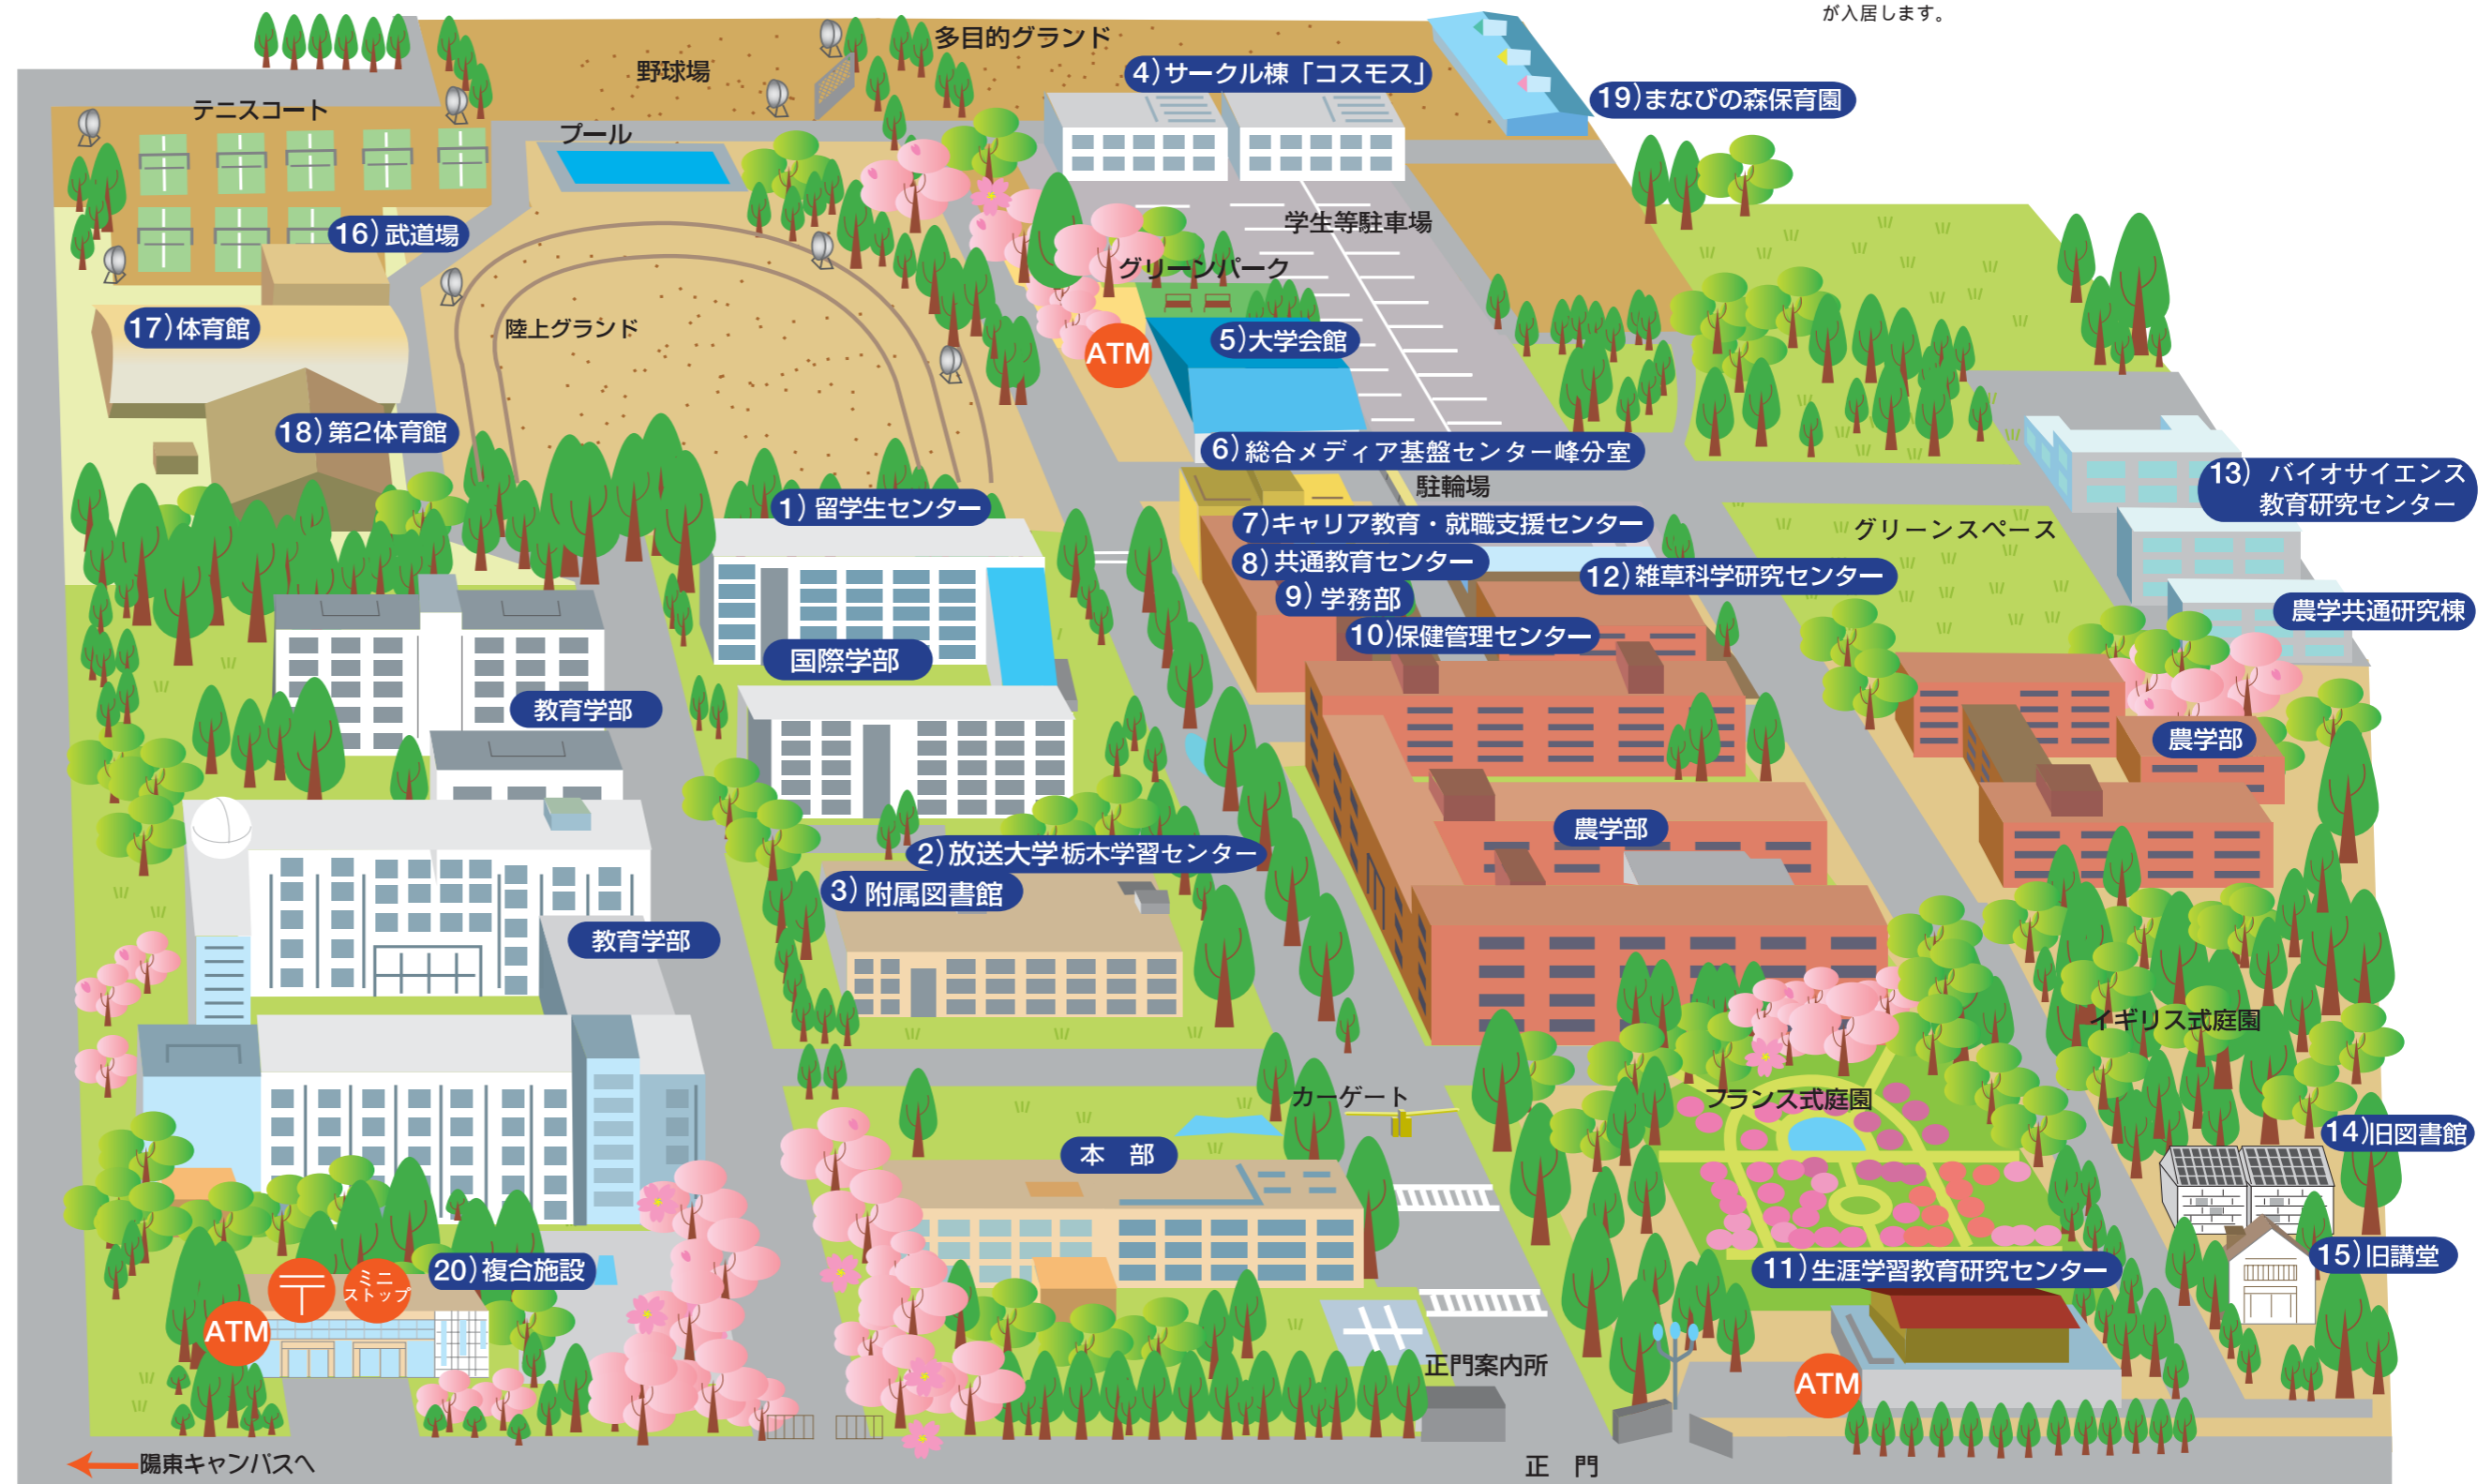 が入居します。
多目的グランド
野球場
4)サークル棟「コスモス」
19)まなびの森保育園
テニスコート
プール
16)武道場
学生等駐車場
グリーンパーク
17)体育館
陸上グランド
ATM
5)大学会館
18)第2体育館
6)総合メディア基盤センター峰分室
駐輪場
13) バイオサイエンス
教育研究センター
1)留学生センター
7)キャリア教育・就職支援センター
グリーンスペース
8)共通教育センター
12)雑草科学研究センター
9)学務部
農学共通研究棟
10)保健管理センター
国際学部
教育学部
農学部
農学部
2)放送大学栃木学習センター
3)附属図書館
教育学部
イギリス式庭園
カーゲート
フランス式庭園
14)旧図書館
本 部
15)旧講堂
20)複合施設
11)生涯学習教育研究センター
〒
ミニ
ストップ
ATM
正門案内所
ATM
陽東キャンパスへ
正 門